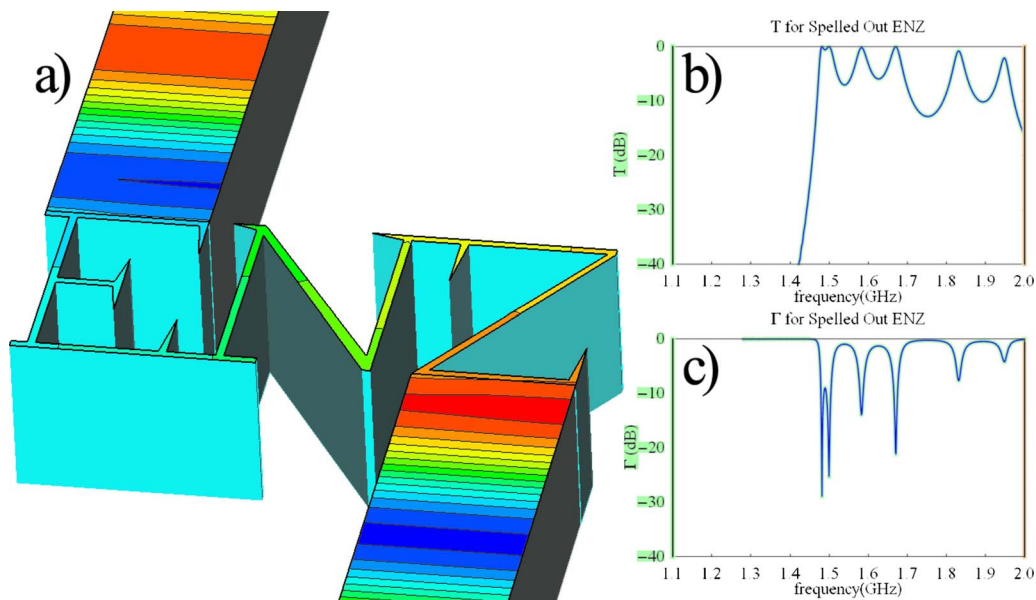 a)
T for Spelled Out ENZ
b)
T (dB)
0
−10
−20
−30
−40
1.1 1.2 1.3 1.4 1.5 1.6 1.7 1.8 1.9 2.0
frequency(GHz)
Γ for Spelled Out ENZ
c)
Γ (dB)
0
−10
−20
−30
−40
1.1 1.2 1.3 1.4 1.5 1.6 1.7 1.8 1.9 2.0
frequency(GHz)